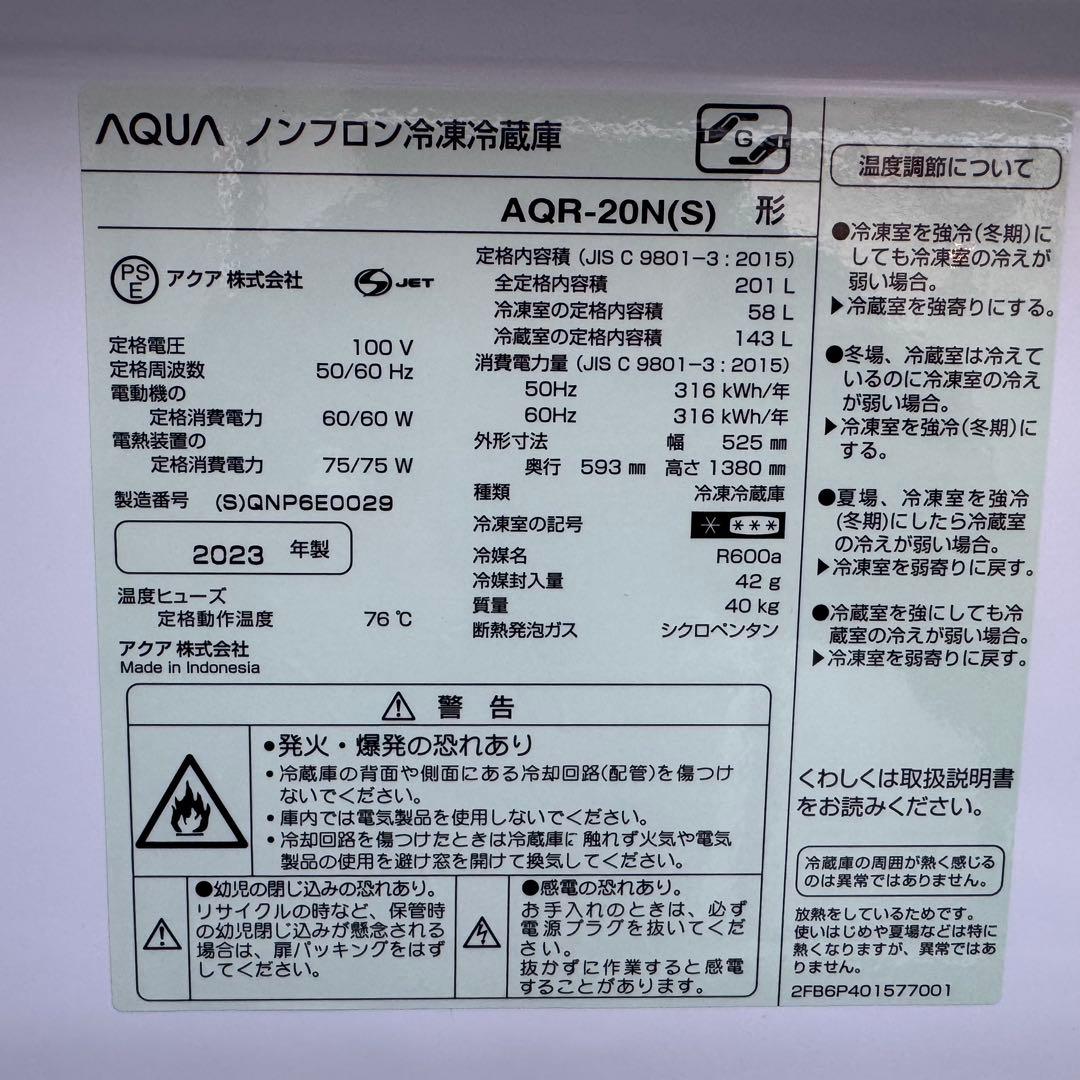 AQUA ノンフロン冷凍冷蔵庫
G
AQR-20N(S) 形
PS
E
アクア株式会社
S JET
定格電圧 100 V
定格周波数 50/60 Hz
電動機の
定格消費電力 60/60 W
電熱装置の
定格消費電力 75/75 W
製造番号 (S)QNP6E0029
2023 年製
温度ヒューズ
定格動作温度 76 ℃
アクア株式会社
Made in Indonesia
定格内容積 (JIS C 9801-3 : 2015)
全定格内容積 201 L
冷凍室の定格内容積 58 L
冷蔵室の定格内容積 143 L
消費電力量 (JIS C 9801-3 : 2015)
50Hz 316 kWh/年
60Hz 316 kWh/年
外形寸法 幅 525 ㎜
奥行 593 ㎜ 高さ 1380 ㎜
種類 冷凍冷蔵庫
冷凍室の記号 * ***
冷媒名 R600a
冷媒封入量 42 g
質量 40 kg
断熱発泡ガス シクロペンタン
⚠ 警 告
●発火・爆発の恐れあり
・冷蔵庫の背面や側面にある冷却回路(配管)を傷つけ
ないでください。
・庫内では電気製品を使用しないでください。
・冷却回路を傷つけたときは冷蔵庫に触れず火気や電気
製品の使用を避け窓を開けて換気してください。
●幼児の閉じ込みの恐れあり。
リサイクルの時など、保管時
の幼児閉じ込みが懸念される
場合は、扉パッキングをはず
してください。
●感電の恐れあり。
お手入れのときは、必ず
電源プラグを抜いてくだ
さい。
抜かずに作業すると感電
することがあります。
温度調節について
●冷凍室を強冷(冬期)に
しても冷凍室の冷えが
弱い場合。
▶冷蔵室を強寄りにする。
●冬場、冷蔵室は冷えて
いるのに冷凍室の冷え
が弱い場合。
▶冷凍室を強冷(冬期)に
する。
●夏場、冷凍室を強冷
(冬期)にしたら冷蔵室
の冷えが弱い場合。
▶冷凍室を弱寄りに戻す。
●冷蔵室を強にしても冷
蔵室の冷えが弱い場合。
▶冷凍室を弱寄りに戻す。
くわしくは取扱説明書
をお読みください。
冷蔵庫の周囲が熱く感じる
のは異常ではありません。
放熱をしているためです。
使いはじめや夏場などは特に
熱くなりますが、異常ではあ
りません。
2FB6P401577001